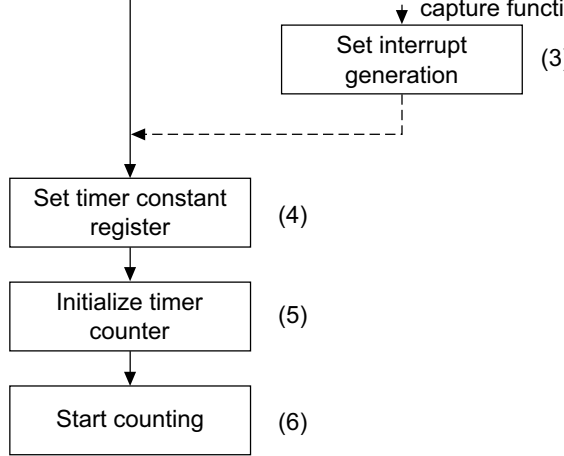 capture functi
Set interrupt
generation
(3)
Set timer constant
register
(4)
Initialize timer
counter
(5)
Start counting
(6)